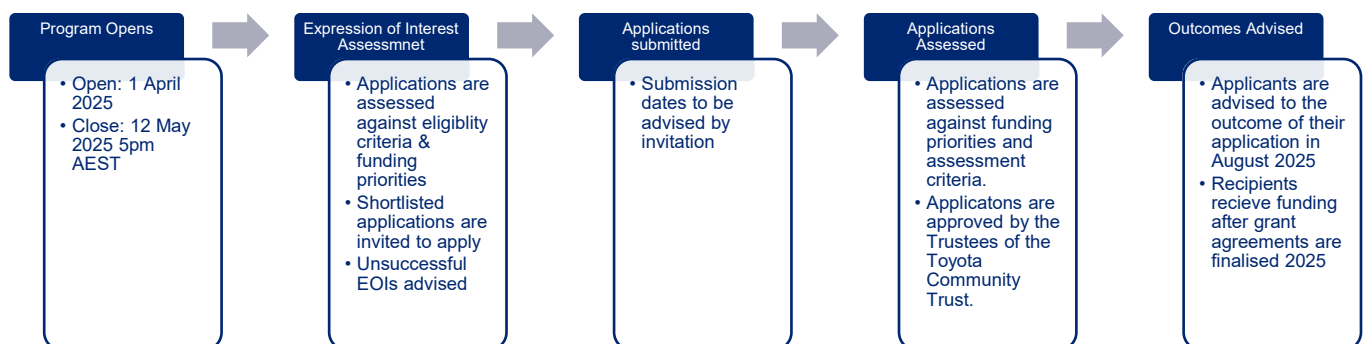 Program Opens
• Open: 1 April
2025
• Close: 12 May
2025 5pm
AEST
Expression of Interest
Assessmnet
• Applications are
assessed
against eligiblity
criteria &
funding
priorities
• Shortlisted
applications are
invited to apply
• Unsuccessful
EOIs advised
Applications
submitted
• Submission
dates to be
advised by
invitation
Applications
Assessed
• Applications are
assessed
against funding
priorities and
assessment
criteria.
• Applicatons are
approved by the
Trustees of the
Toyota
Community
Trust.
Outcomes Advised
• Applicants are
advised to the
outcome of their
application in
August 2025
• Recipients
recieve funding
after grant
agreements are
finalised 2025